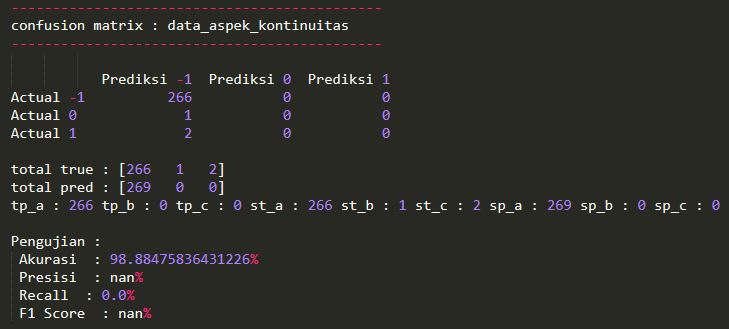 ---------------------------------------------
confusion matrix : data_aspek_kontinuitas
---------------------------------------------
Prediksi -1 Prediksi 0 Prediksi 1
Actual -1 266 0 0
Actual 0 1 0 0
Actual 1 2 0 0
total true : [266 1 2]
total pred : [269 0 0]
tp_a : 266 tp_b : 0 tp_c : 0 st_a : 266 st_b : 1 st_c : 2 sp_a : 269 sp_b : 0 sp_c : 0
Pengujian :
Akurasi : 98.88475836431226%
Presisi : nan%
Recall : 0.0%
F1 Score : nan%